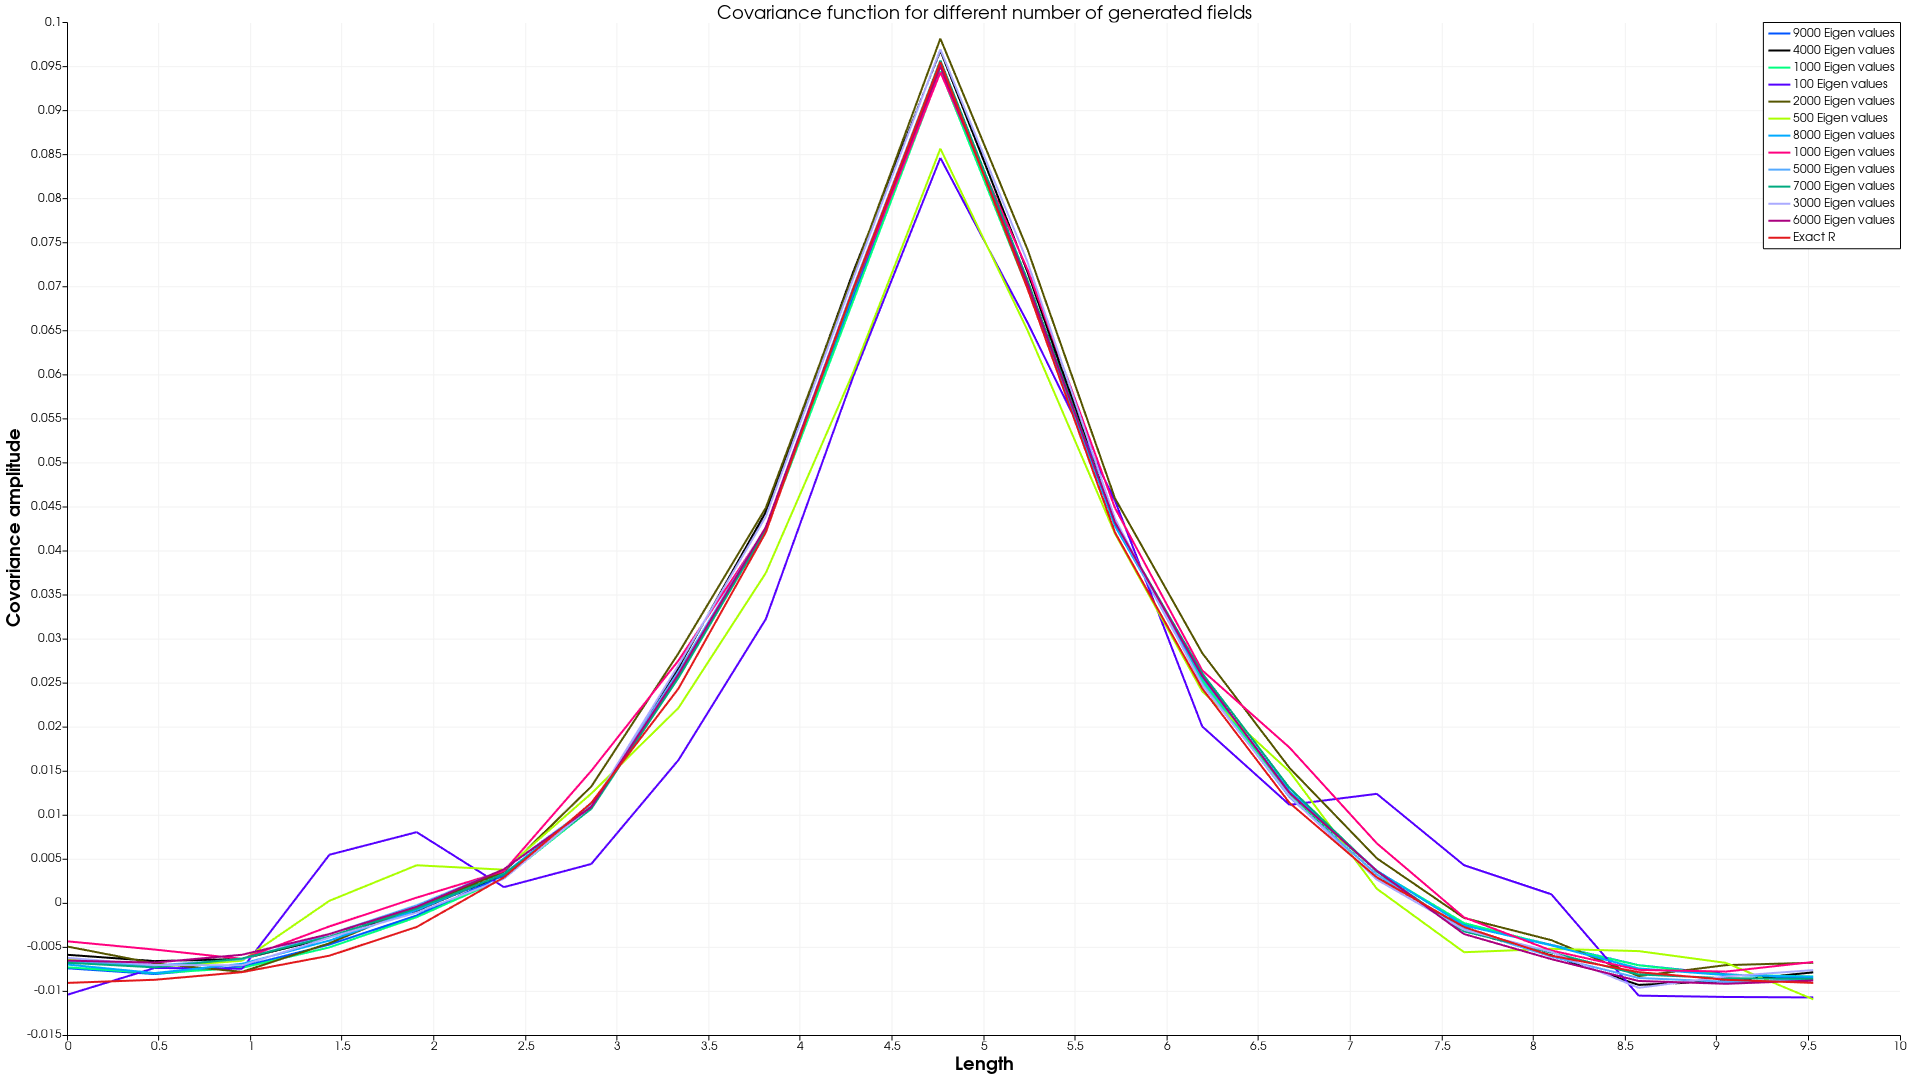 Covariance function for different number of generated fields
0.1
0.095
0.09
0.085
0.08
0.075
0.07
0.065
0.06
0.055
0.05
0.045
0.04
0.035
0.03
0.025
0.02
0.015
0.01
0.005
0
-0.005
-0.01
-0.015
Covariance amplitude
9000 Eigen values
4000 Eigen values
1000 Eigen values
100 Eigen values
2000 Eigen values
500 Eigen values
8000 Eigen values
1000 Eigen values
5000 Eigen values
7000 Eigen values
3000 Eigen values
6000 Eigen values
Exact R
0 0.5 1 1.5 2 2.5 3 3.5 4 4.5 5 5.5 6 6.5 7 7.5 8 8.5 9 9.5 10
Length